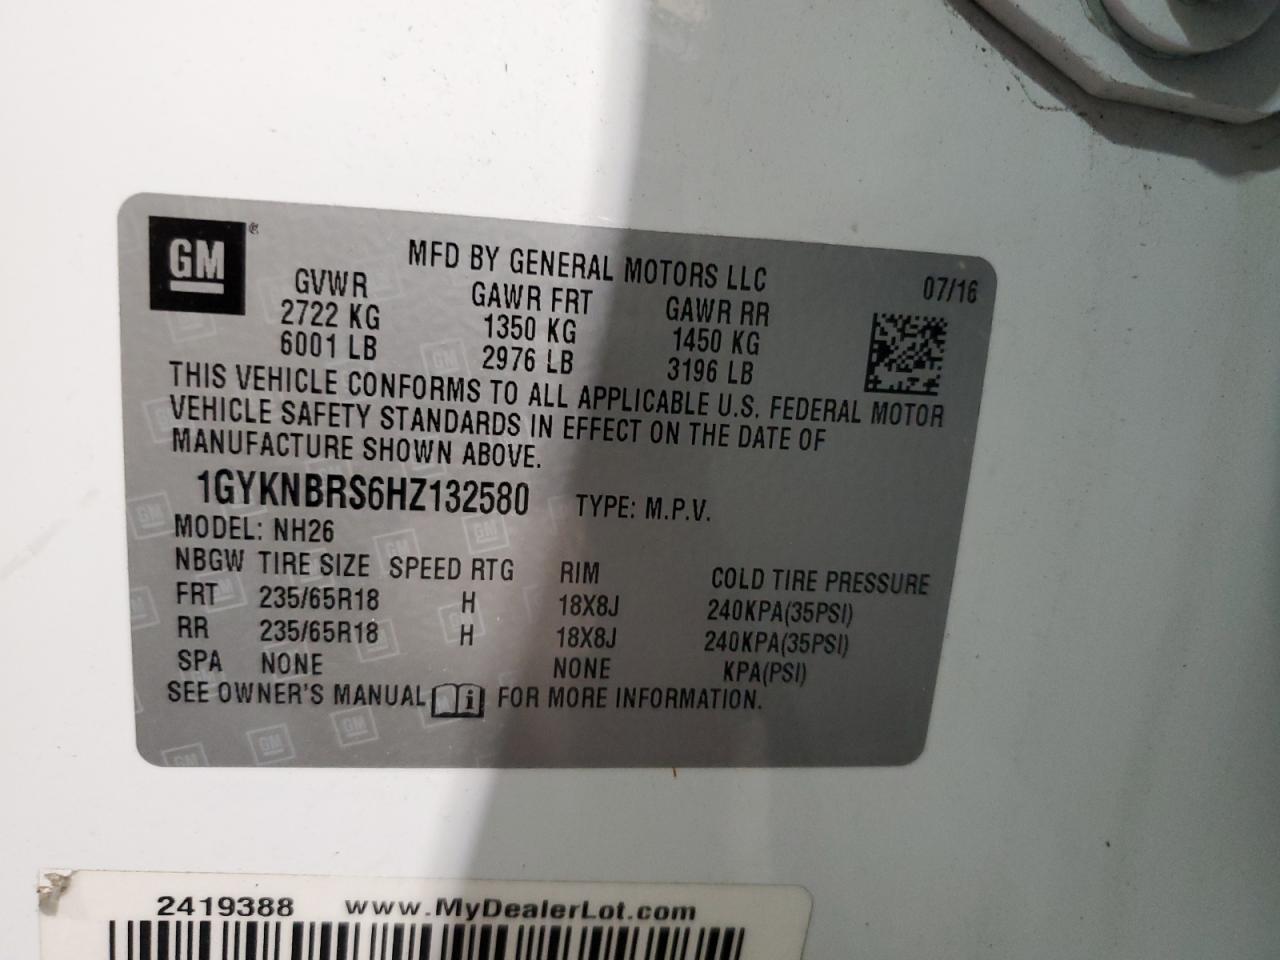 GM ®
MFD BY GENERAL MOTORS LLC
07/16
GVWR GAWR FRT GAWR RR
2722 KG 1350 KG 1450 KG
6001 LB 2976 LB 3196 LB
THIS VEHICLE CONFORMS TO ALL APPLICABLE U.S. FEDERAL MOTOR
VEHICLE SAFETY STANDARDS IN EFFECT ON THE DATE OF
MANUFACTURE SHOWN ABOVE.
1GYKNBRS6HZ132580 TYPE: M.P.V.
MODEL: NH26
NBGW TIRE SIZE SPEED RTG RIM COLD TIRE PRESSURE
FRT 235/65R18 H 18X8J 240KPA(35PSI)
RR 235/65R18 H 18X8J 240KPA(35PSI)
SPA NONE NONE KPA(PSI)
SEE OWNER'S MANUAL i FOR MORE INFORMATION.
2419388 www.MyDealerLot.com